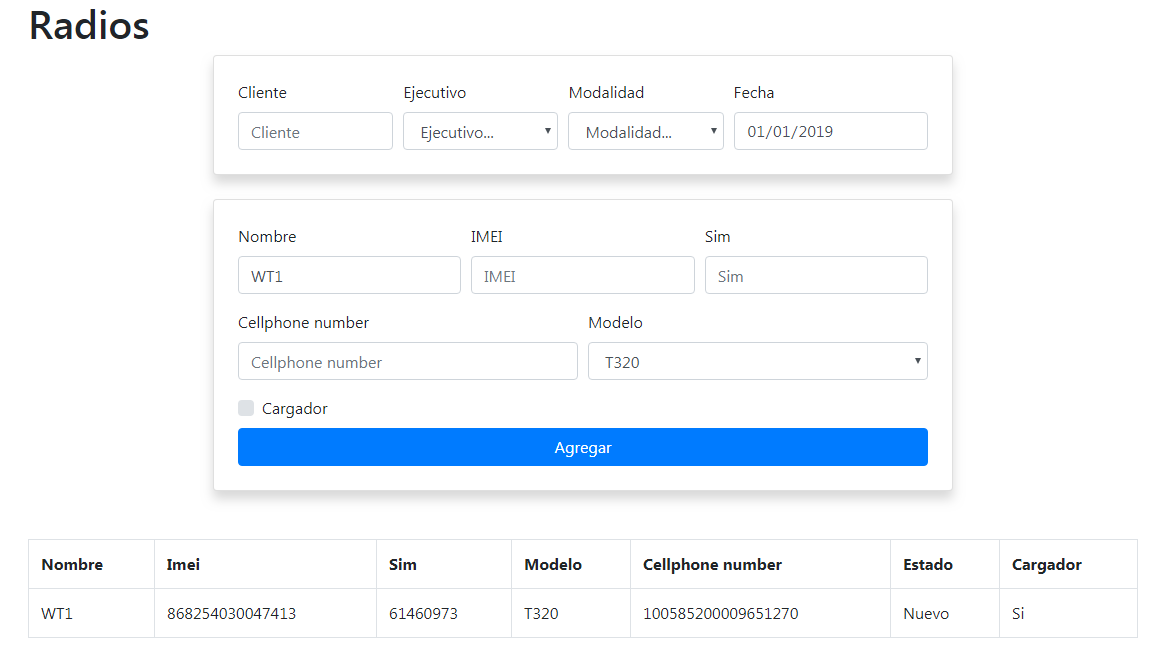 Radios
Cliente Ejecutivo Modalidad Fecha
Cliente Ejecutivo... Modalidad... 01/01/2019
Nombre IMEI Sim
WT1 IMEI Sim
Cellphone number Modelo
Cellphone number T320
Cargador
Agregar
Nombre Imei Sim Modelo Cellphone number Estado Cargador
WT1 868254030047413 61460973 T320 100585200009651270 Nuevo Si